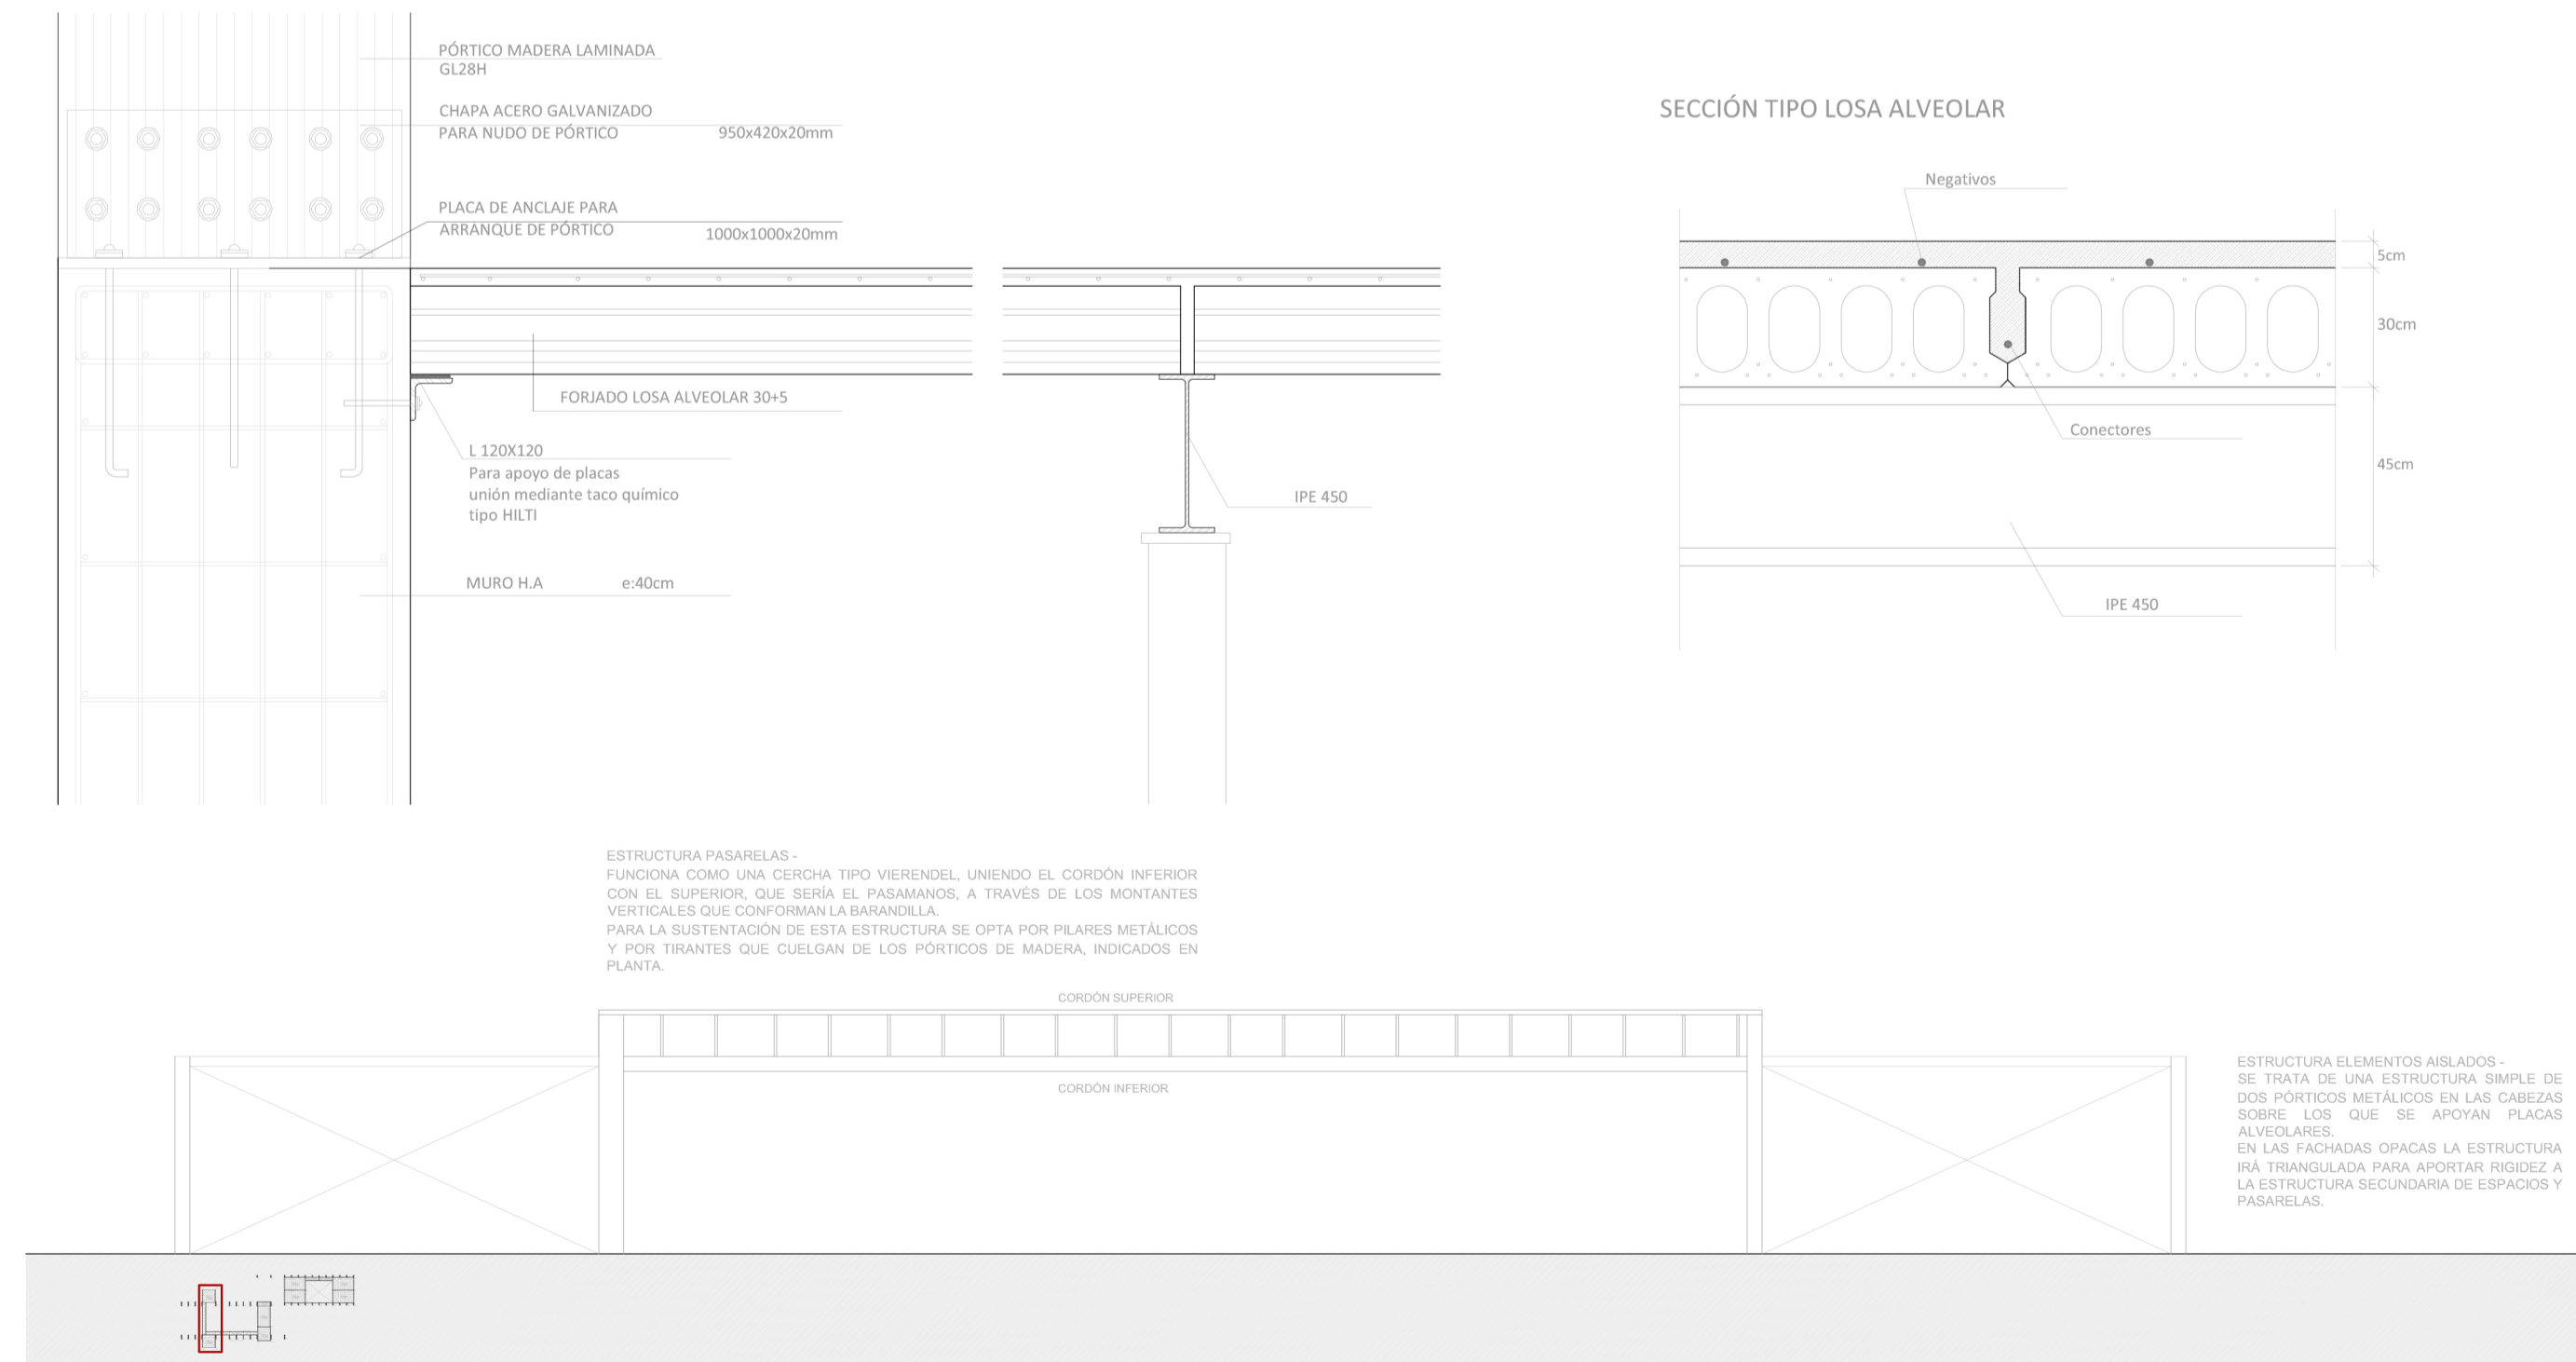 PÓRTICO MADERA LAMINADA
GL28H
CHAPA ACERO GALVANIZADO
PARA NUDO DE PÓRTICO 950x420x20mm
PLACA DE ANCLAJE PARA
ARRANQUE DE PÓRTICO 1000x1000x20mm
FORJADO LOSA ALVEOLAR 30+5
L 120X120
Para apoyo de placas
unión mediante taco químico
tipo HILTI
IPE 450
MURO H.A e:40cm
SECCIÓN TIPO LOSA ALVEOLAR
Negativos
5cm
30cm
Conectores
45cm
IPE 450
ESTRUCTURA PASARELAS -
FUNCIONA COMO UNA CERCHA TIPO VIERENDEL, UNIENDO EL CORDÓN INFERIOR
CON EL SUPERIOR, QUE SERÍA EL PASAMANOS, A TRAVÉS DE LOS MONTANTES
VERTICALES QUE CONFORMAN LA BARANDILLA.
PARA LA SUSTENTACIÓN DE ESTA ESTRUCTURA SE OPTA POR PILARES METÁLICOS
Y POR TIRANTES QUE CUELGAN DE LOS PÓRTICOS DE MADERA, INDICADOS EN
PLANTA.
CORDÓN SUPERIOR
CORDÓN INFERIOR
ESTRUCTURA ELEMENTOS AISLADOS -
SE TRATA DE UNA ESTRUCTURA SIMPLE DE
DOS PÓRTICOS METÁLICOS EN LAS CABEZAS
SOBRE LOS QUE SE APOYAN PLACAS
ALVEOLARES.
EN LAS FACHADAS OPACAS LA ESTRUCTURA
IRÁ TRIANGULADA PARA APORTAR RIGIDEZ A
LA ESTRUCTURA SECUNDARIA DE ESPACIOS Y
PASARELAS.